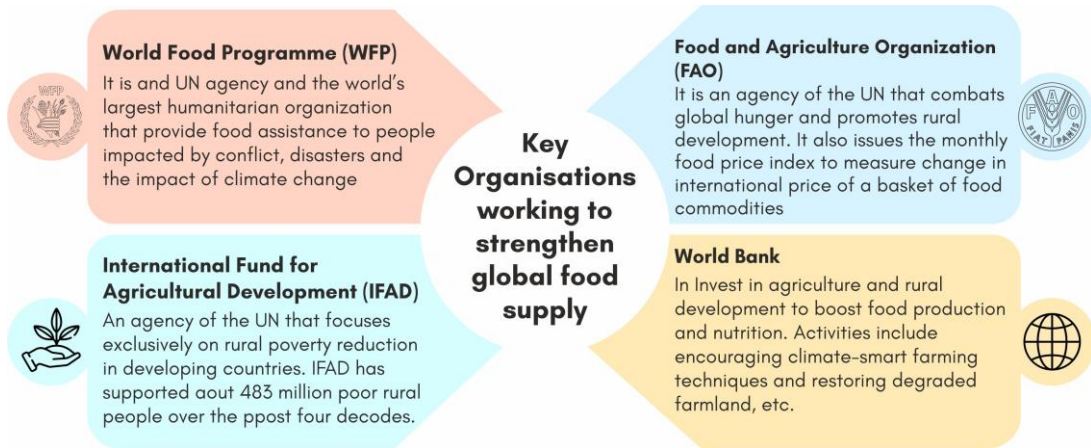 World Food Programme (WFP)
It is and UN agency and the world's
largest humanitarian organization
that provide food assistance to people
impacted by conflict, disasters and
the impact of climate change
WFP
Food and Agriculture Organization
(FAO)
It is an agency of the UN that combats
global hunger and promotes rural
development. It also issues the monthly
food price index to measure change in
international price of a basket of food
commodities
F A O
FIAT PANIS
Key
Organisations
working to
strengthen
global food
supply
International Fund for
Agricultural Development (IFAD)
An agency of the UN that focuses
exclusively on rural poverty reduction
in developing countries. IFAD has
supported aout 483 million poor rural
people over the ppost four decodes.
World Bank
In Invest in agriculture and rural
development to boost food production
and nutrition. Activities include
encouraging climate-smart farming
techniques and restoring degraded
farmland, etc.